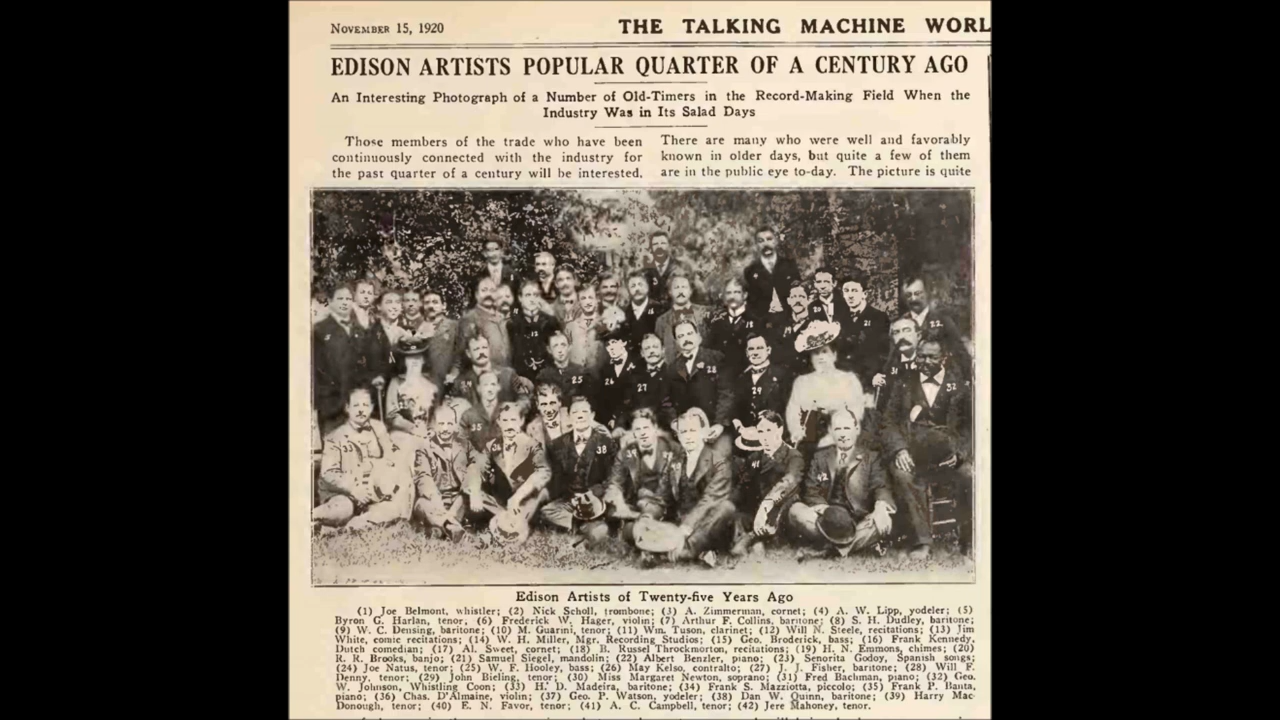 NOVEMBER 15, 1920
THE TALKING MACHINE WORL
EDISON ARTISTS POPULAR QUARTER OF A CENTURY AGO
An Interesting Photograph of a Number of Old-Timers in the Record-Making Field When the
Industry Was in Its Salad Days
Those members of the trade who have been
continuously connected with the industry for
the past quarter of a century will be interested.
There are many who were well and favorably
known in older days, but quite a few of them
are in the public eye to-day. The picture is quite
Edison Artists of Twenty-five Years Ago
(1) Joe Belmont, whistler; (2) Nick Scholl, trombone; (3) A. Zimmerman, cornet; (4) A. W. Lipp, yodeler; (5)
Byron G. Harlan, tenor, (6) Frederick W. Hager, violin; (7) Arthur F. Collins, baritone; (8) S. H. Dudley, baritone;
(9) W. C. Densing, baritone; (10) M. Guarini, tenor; (11) Wm. Tuson, clarinet; (12) Will N. Steele, recitations; (13) Jim
White, comic recitations; (14) W. H. Miller, Mgr. Recording Studios; (15) Geo. Broderick, bass; (16) Frank Kennedy,
Dutch comedian; (17) Al. Sweet, cornet; (18) B. Russel Throckmorton, recitations; (19) H. N. Emmons, chimes; (20)
R. R. Brooks, banjo; (21) Samuel Siegel, mandolin; (22) Albert Benzler, piano; (23) Senorita Godoy, Spanish songs;
(24) Joe Natus, tenor; (25) W. F. Hooley, bass; (26) May Kelso, contralto; (27) J. J. Fisher, baritone; (28) Will F.
Denny, tenor; (29) John Bieling, tenor; (30) Miss Margaret Newton, soprano; (31) Fred Bachman, piano; (32) Geo.
W. Johnson, Whistling Coon; (33) H. D. Madeira, baritone; (34) Frank S. Mazziotta, piccolo; (35) Frank P. Banta,
piano; (36) Chas. D'Almaine, violin; (37) Geo. P. Watson, yodeler; (38) Dan W. Quinn, baritone; (39) Harry Mac-
Donough, tenor; (40) E. N. Favor, tenor; (41) A. C. Campbell, tenor; (42) Jere Mahoney, tenor.